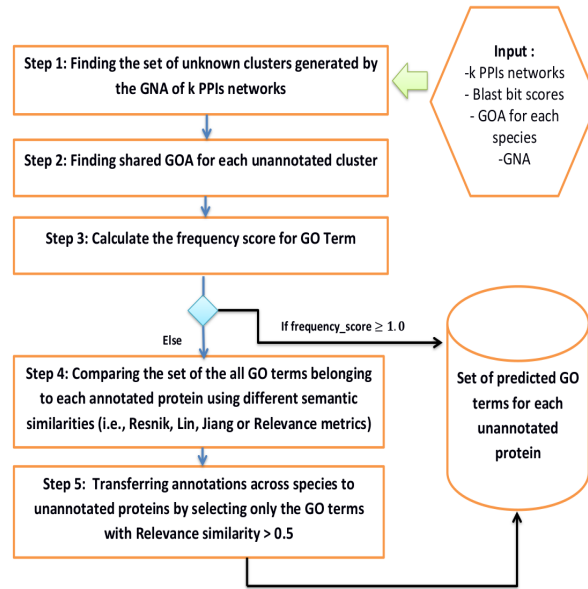 Step 1: Finding the set of unknown clusters generated by
the GNA of k PPIs networks
Input :
-k PPIs networks
- Blast bit scores
- GOA for each
species
-GNA
Step 2: Finding shared GOA for each unannotated cluster
Step 3: Calculate the frequency score for GO Term
If frequency_score ≥ 1.0
Else
Step 4: Comparing the set of the all GO terms belonging
to each annotated protein using different semantic
similarities (i.e., Resnik, Lin, Jiang or Relevance metrics)
Set of predicted GO
terms for each
unannotated
protein
Step 5: Transferring annotations across species to
unannotated proteins by selecting only the GO terms
with Relevance similarity > 0.5